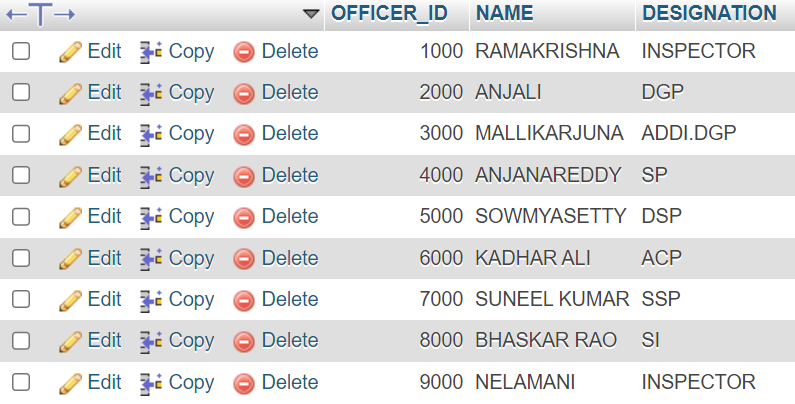 OFFICER_ID NAME DESIGNATION
Edit Copy Delete 1000 RAMAKRISHNA INSPECTOR
Edit Copy Delete 2000 ANJALI DGP
Edit Copy Delete 3000 MALLIKARJUNA ADDI.DGP
Edit Copy Delete 4000 ANJANAREDDY SP
Edit Copy Delete 5000 SOWMYASETTY DSP
Edit Copy Delete 6000 KADHAR ALI ACP
Edit Copy Delete 7000 SUNEEL KUMAR SSP
Edit Copy Delete 8000 BHASKAR RAO SI
Edit Copy Delete 9000 NELAMANI INSPECTOR